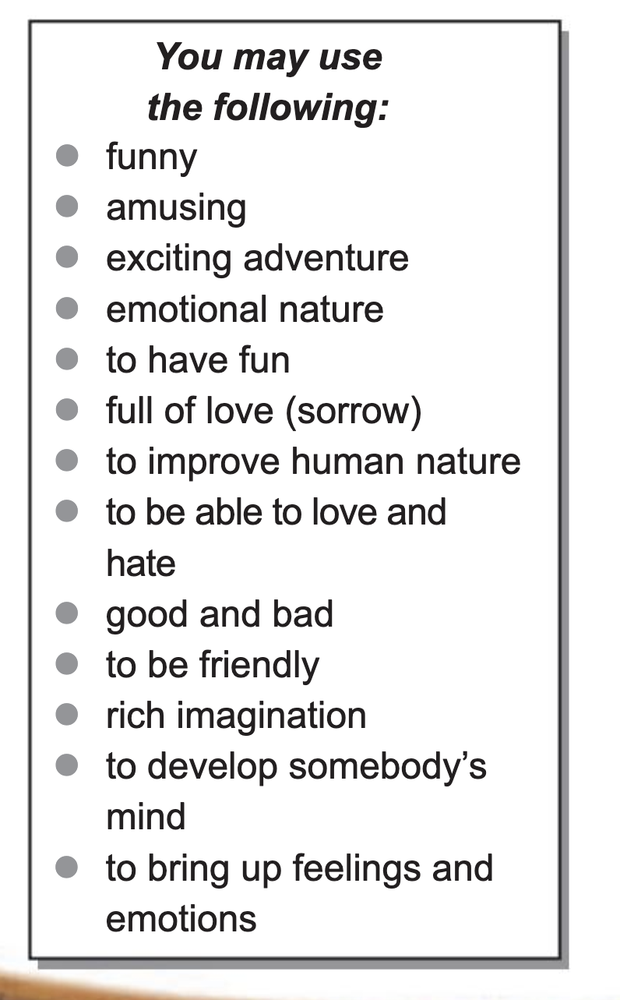 You may use
the following:
● funny
● amusing
● exciting adventure
● emotional nature
● to have fun
● full of love (sorrow)
● to improve human nature
● to be able to love and
hate
● good and bad
● to be friendly
● rich imagination
● to develop somebody’s
mind
● to bring up feelings and
emotions